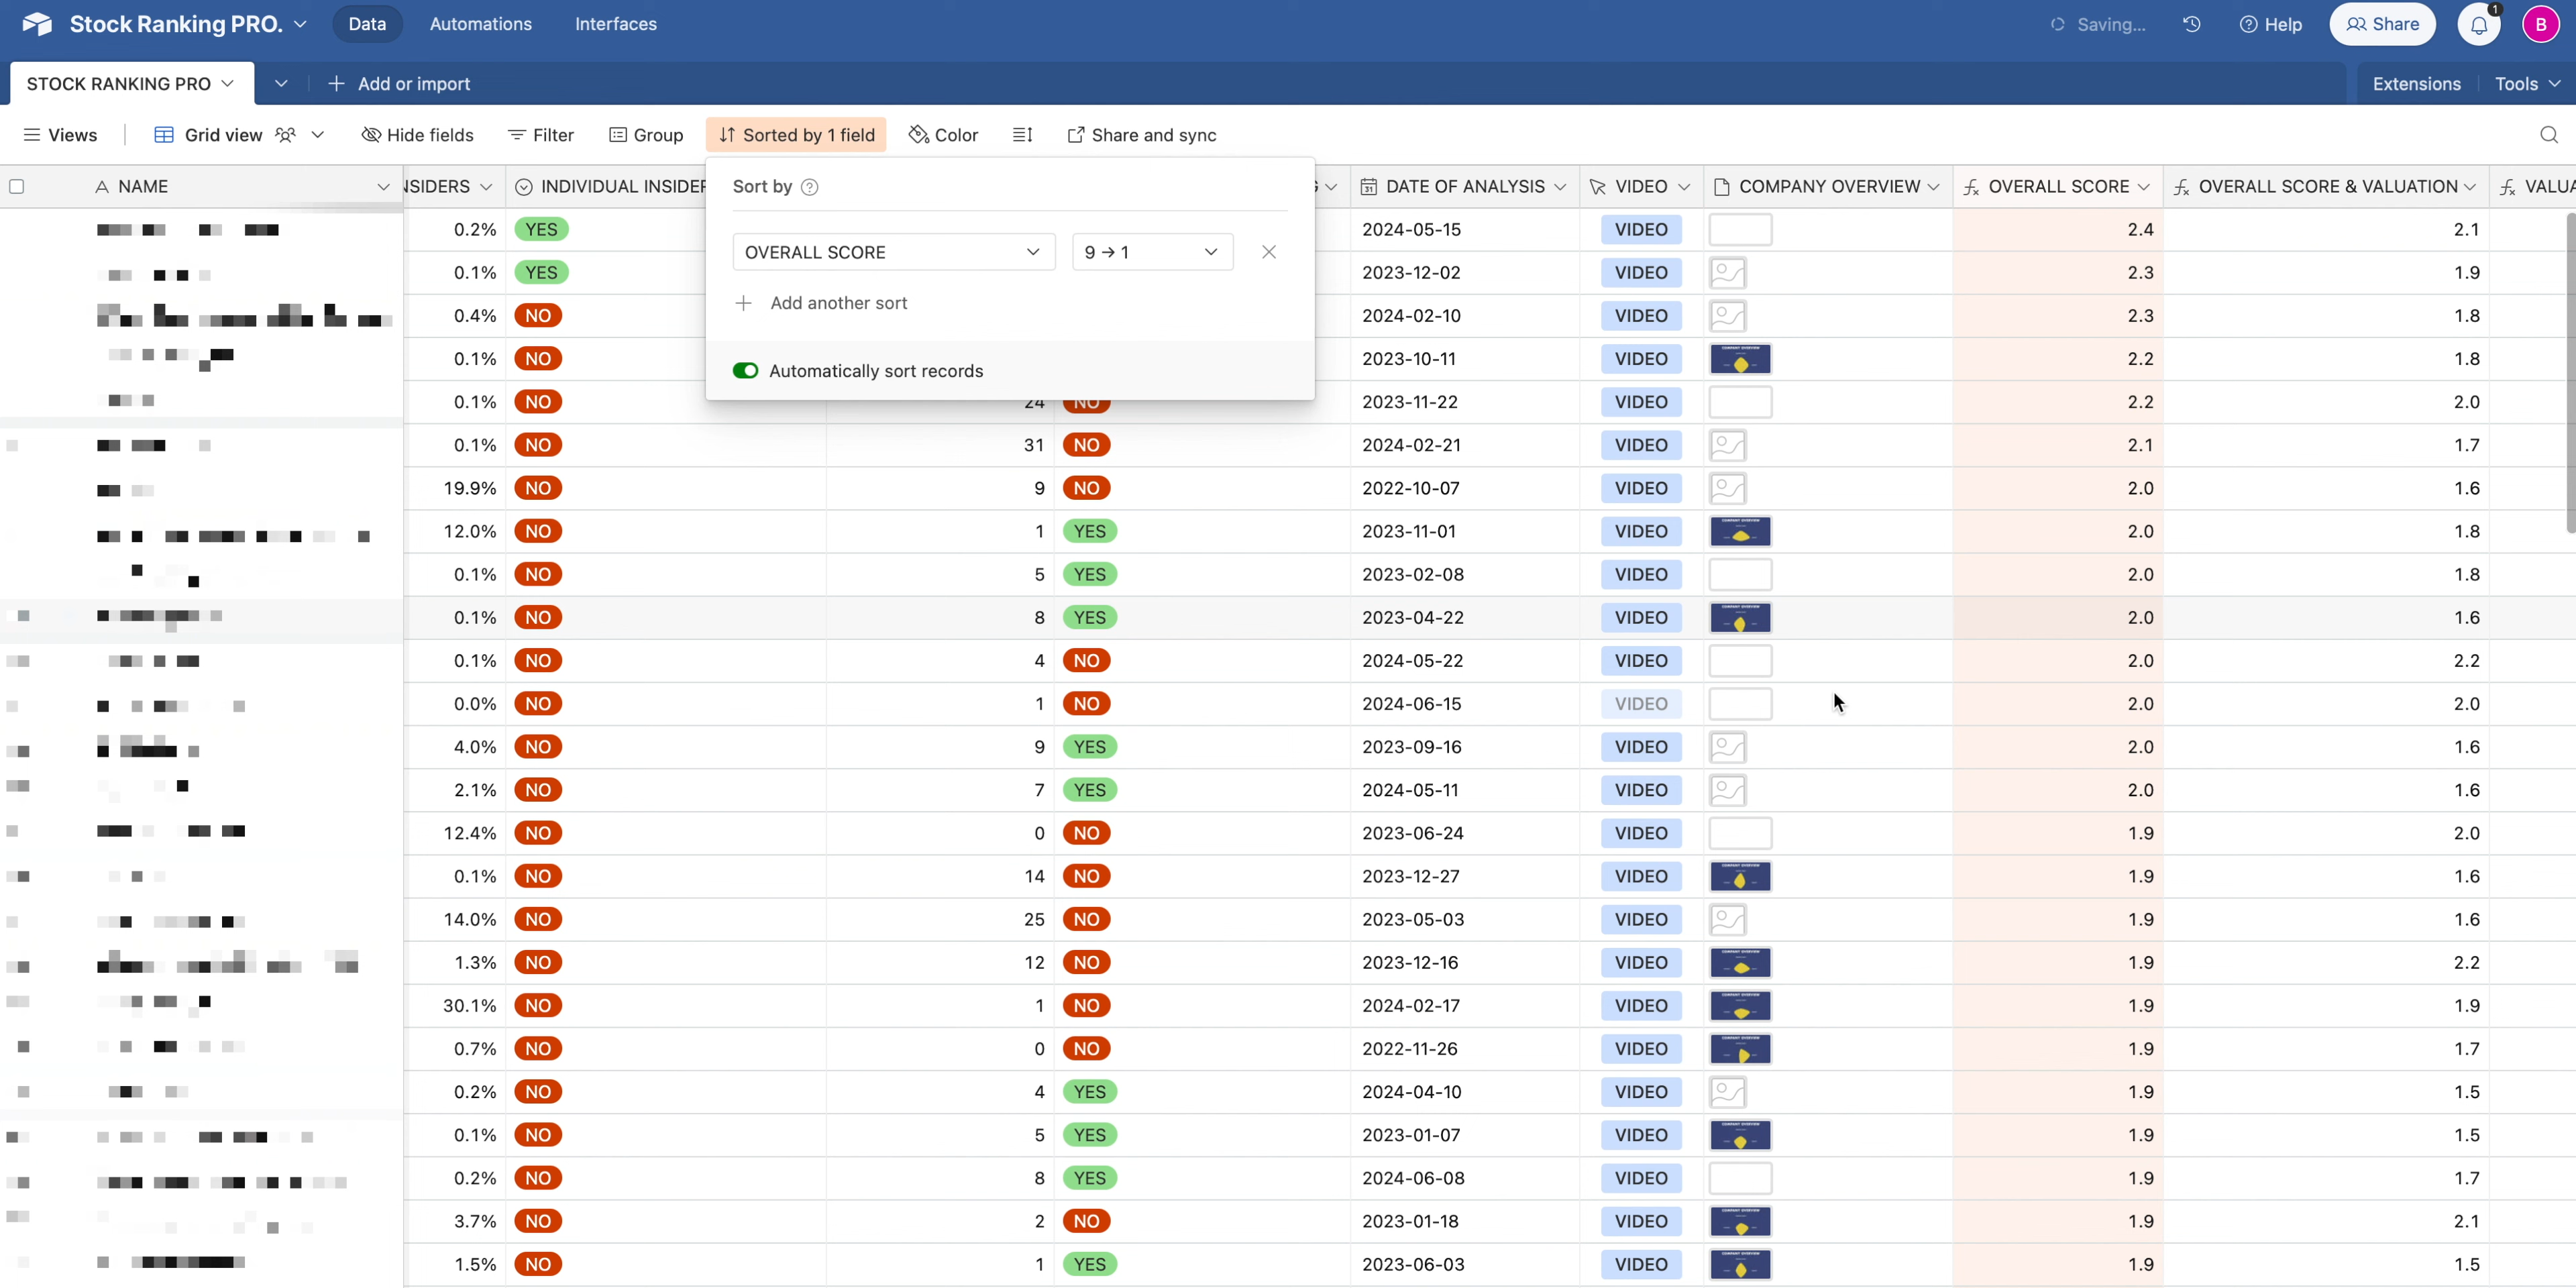 Stock Ranking PRO. Data Automations Interfaces Saving... Help Share 1 B
STOCK RANKING PRO Add or import Extensions Tools
Views Grid view Hide fields Filter Group Sorted by 1 field Color Share and sync
NAME INDIVIDUAL DATE OF ANALYSIS VIDEO COMPANY OVERVIEW OVERALL SCORE OVERALL SCORE & VALUATION
Sort by
OVERALL SCORE 9 → 1
Add another sort
Automatically sort records
0.2% YES 2024-05-15 VIDEO 2.4 2.1
0.1% YES 2023-12-02 VIDEO 2.3 1.9
0.4% NO 2024-02-10 VIDEO 2.3 1.8
0.1% NO 2023-10-11 VIDEO 2.2 1.8
0.1% NO 24 NO 2023-11-22 VIDEO 2.2 2.0
0.1% NO 31 NO 2024-02-21 VIDEO 2.1 1.7
19.9% NO 9 NO 2022-10-07 VIDEO 2.0 1.6
12.0% NO 1 YES 2023-11-01 VIDEO 2.0 1.8
0.1% NO 5 YES 2023-02-08 VIDEO 2.0 1.8
0.1% NO 8 YES 2023-04-22 VIDEO 2.0 1.6
0.1% NO 4 NO 2024-05-22 VIDEO 2.0 2.2
0.0% NO 1 NO 2024-06-15 VIDEO 2.0 2.0
4.0% NO 9 YES 2023-09-16 VIDEO 2.0 1.6
2.1% NO 7 YES 2024-05-11 VIDEO 2.0 1.6
12.4% NO 0 NO 2023-06-24 VIDEO 1.9 2.0
0.1% NO 14 NO 2023-12-27 VIDEO 1.9 1.6
14.0% NO 25 NO 2023-05-03 VIDEO 1.9 1.6
1.3% NO 12 NO 2023-12-16 VIDEO 1.9 2.2
30.1% NO 1 NO 2024-02-17 VIDEO 1.9 1.9
0.7% NO 0 NO 2022-11-26 VIDEO 1.9 1.7
0.2% NO 4 YES 2024-04-10 VIDEO 1.9 1.5
0.1% NO 5 YES 2023-01-07 VIDEO 1.9 1.5
0.2% NO 8 YES 2024-06-08 VIDEO 1.9 1.7
3.7% NO 2 NO 2023-01-18 VIDEO 1.9 2.1
1.5% NO 1 YES 2023-06-03 VIDEO 1.9 1.5